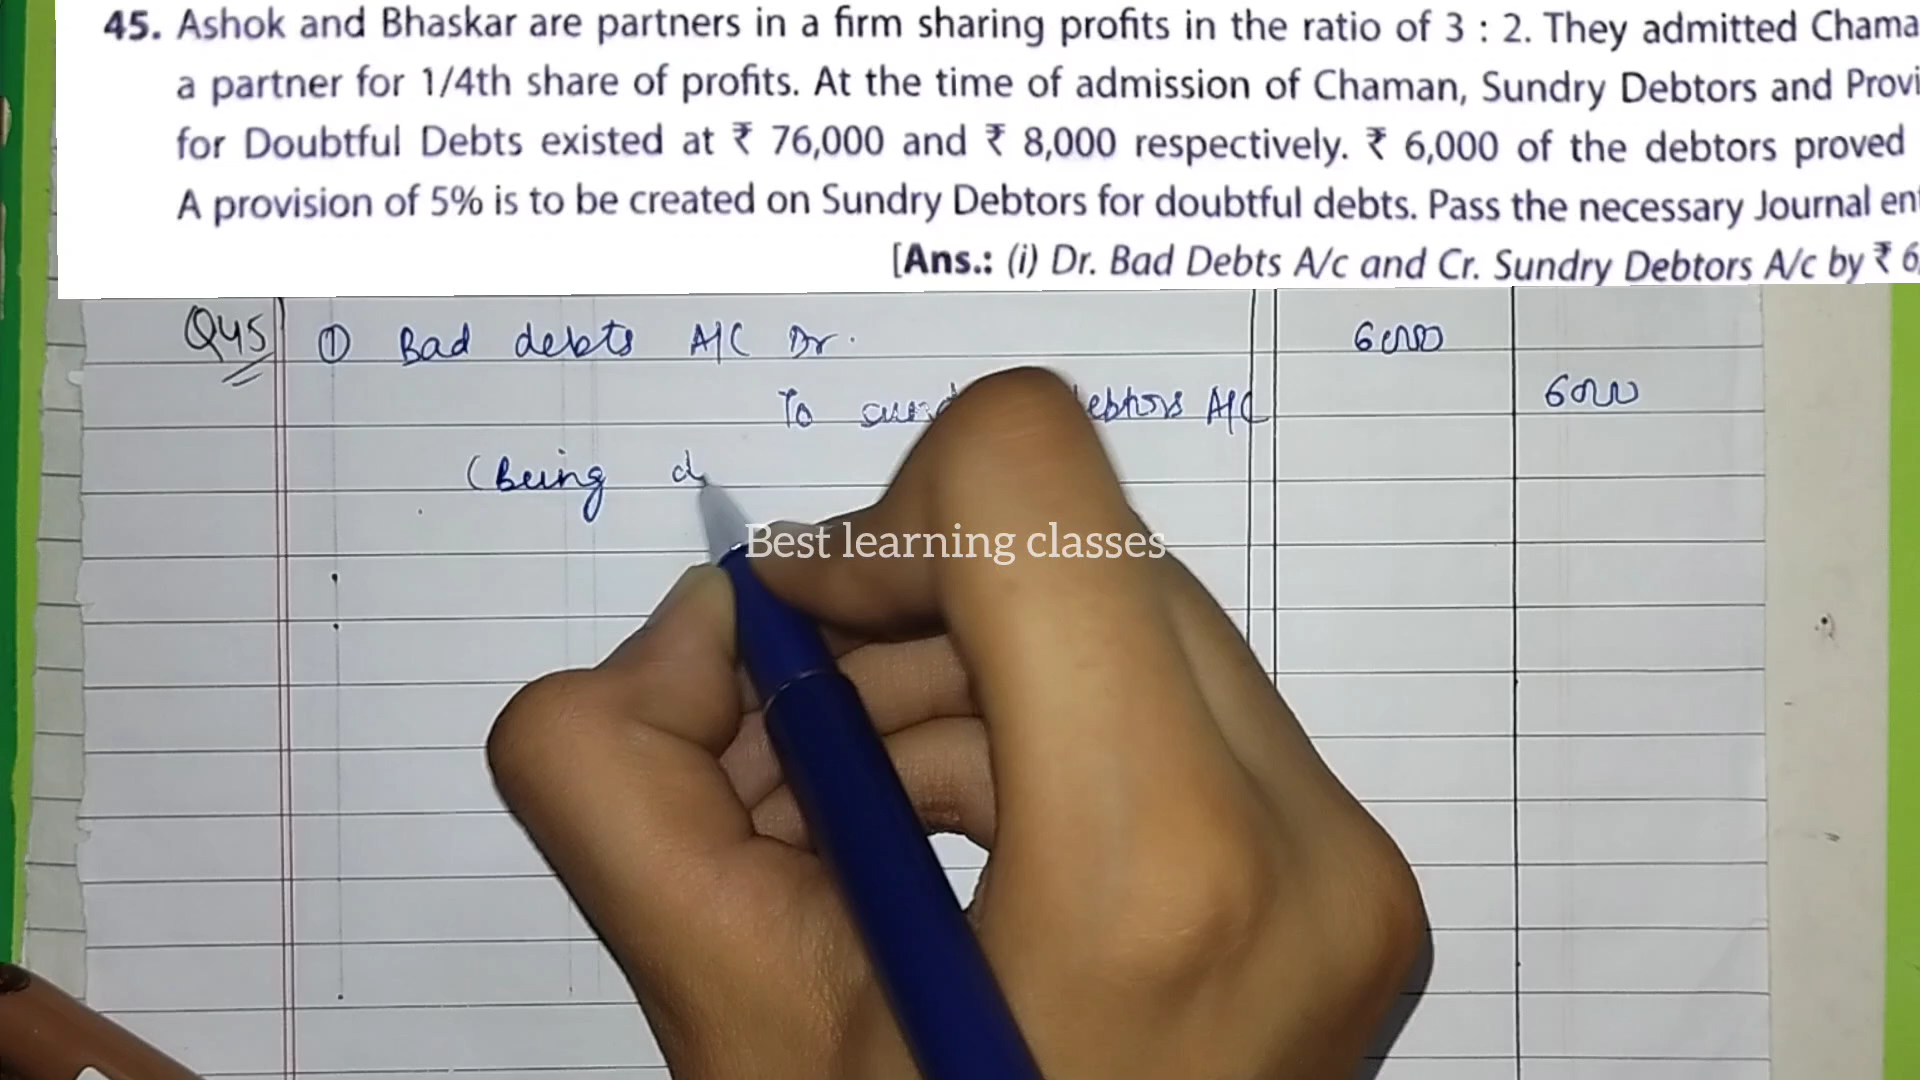 45. Ashok and Bhaskar are partners in a firm sharing profits in the ratio of 3 : 2. They admitted Chama
a partner for 1/4th share of profits. At the time of admission of Chaman, Sundry Debtors and Provi
for Doubtful Debts existed at ₹ 76,000 and ₹ 8,000 respectively. ₹ 6,000 of the debtors proved
A provision of 5% is to be created on Sundry Debtors for doubtful debts. Pass the necessary Journal ent
[Ans.: (i) Dr. Bad Debts A/c and Cr. Sundry Debtors A/c by ₹ 6,
Q45 ① Bad debts A/C Dr. 6000
To sund ebtors A/C 6000
(Being d
Best learning classes